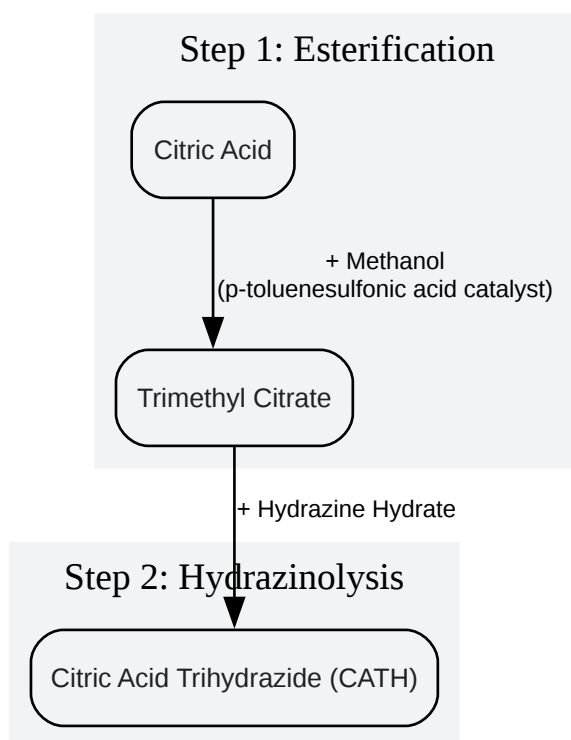 Step 1: Esterification
Citric Acid
+ Methanol
(p-toluenesulfonic acid catalyst)
Trimethyl Citrate
+ Hydrazine Hydrate
Step 2: Hydrazinolysis
Citric Acid Trihydrazide (CATH)